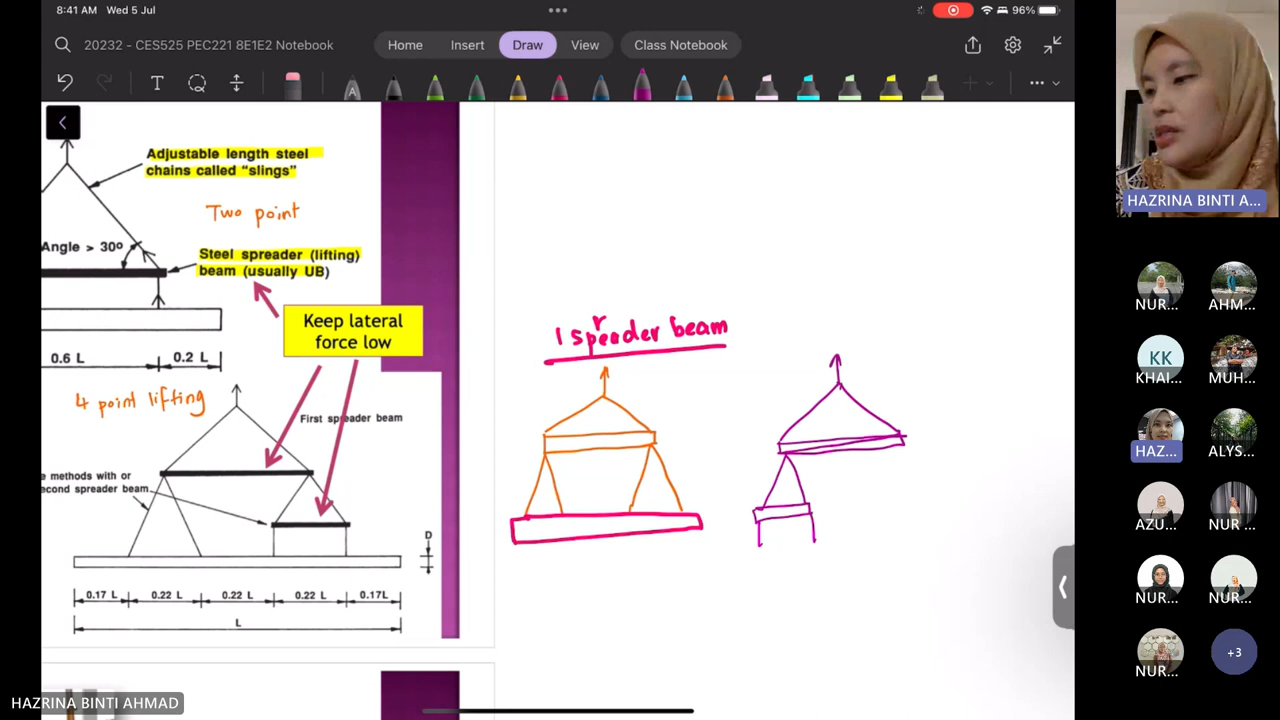 8:41 AM Wed 5 Jul
96%
20232 - CES525 PEC221 8E1E2 Notebook
Home
Insert
Draw
View
Class Notebook
Adjustable length steel
chains called "slings"
Two point
Angle > 30º
Steel spreader (lifting)
beam (usually UB)
Keep lateral
force low
0.6 L
0.2 L
4 point lifting
First spreader beam
e methods with or
econd spreader beam
D
0.17 L
0.22 L
0.22 L
0.22 L
0.17L
L
1 spreader beam
HAZRINA BINTI A...
NUR...
AHM...
KK
KHAI...
MUH...
HAZ...
ALYS...
AZU...
NUR ...
NUR...
NUR...
NUR...
+3
HAZRINA BINTI AHMAD